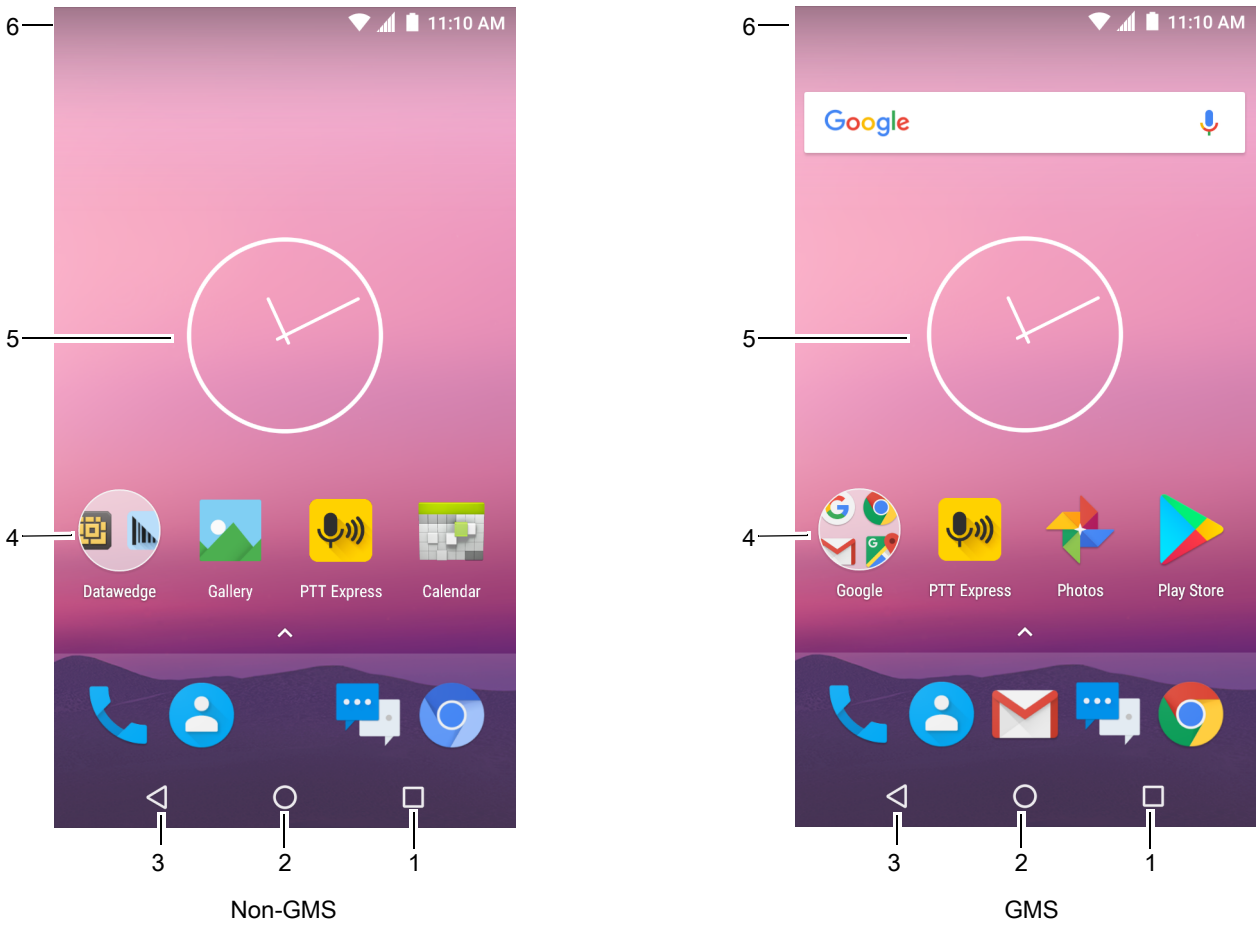 6
11:10 AM
5
4
Datawedge Gallery PTT Express Calendar
3 2 1
Non-GMS
6
11:10 AM
Google
5
4
G
G
Google PTT Express Photos Play Store
3 2 1
GMS